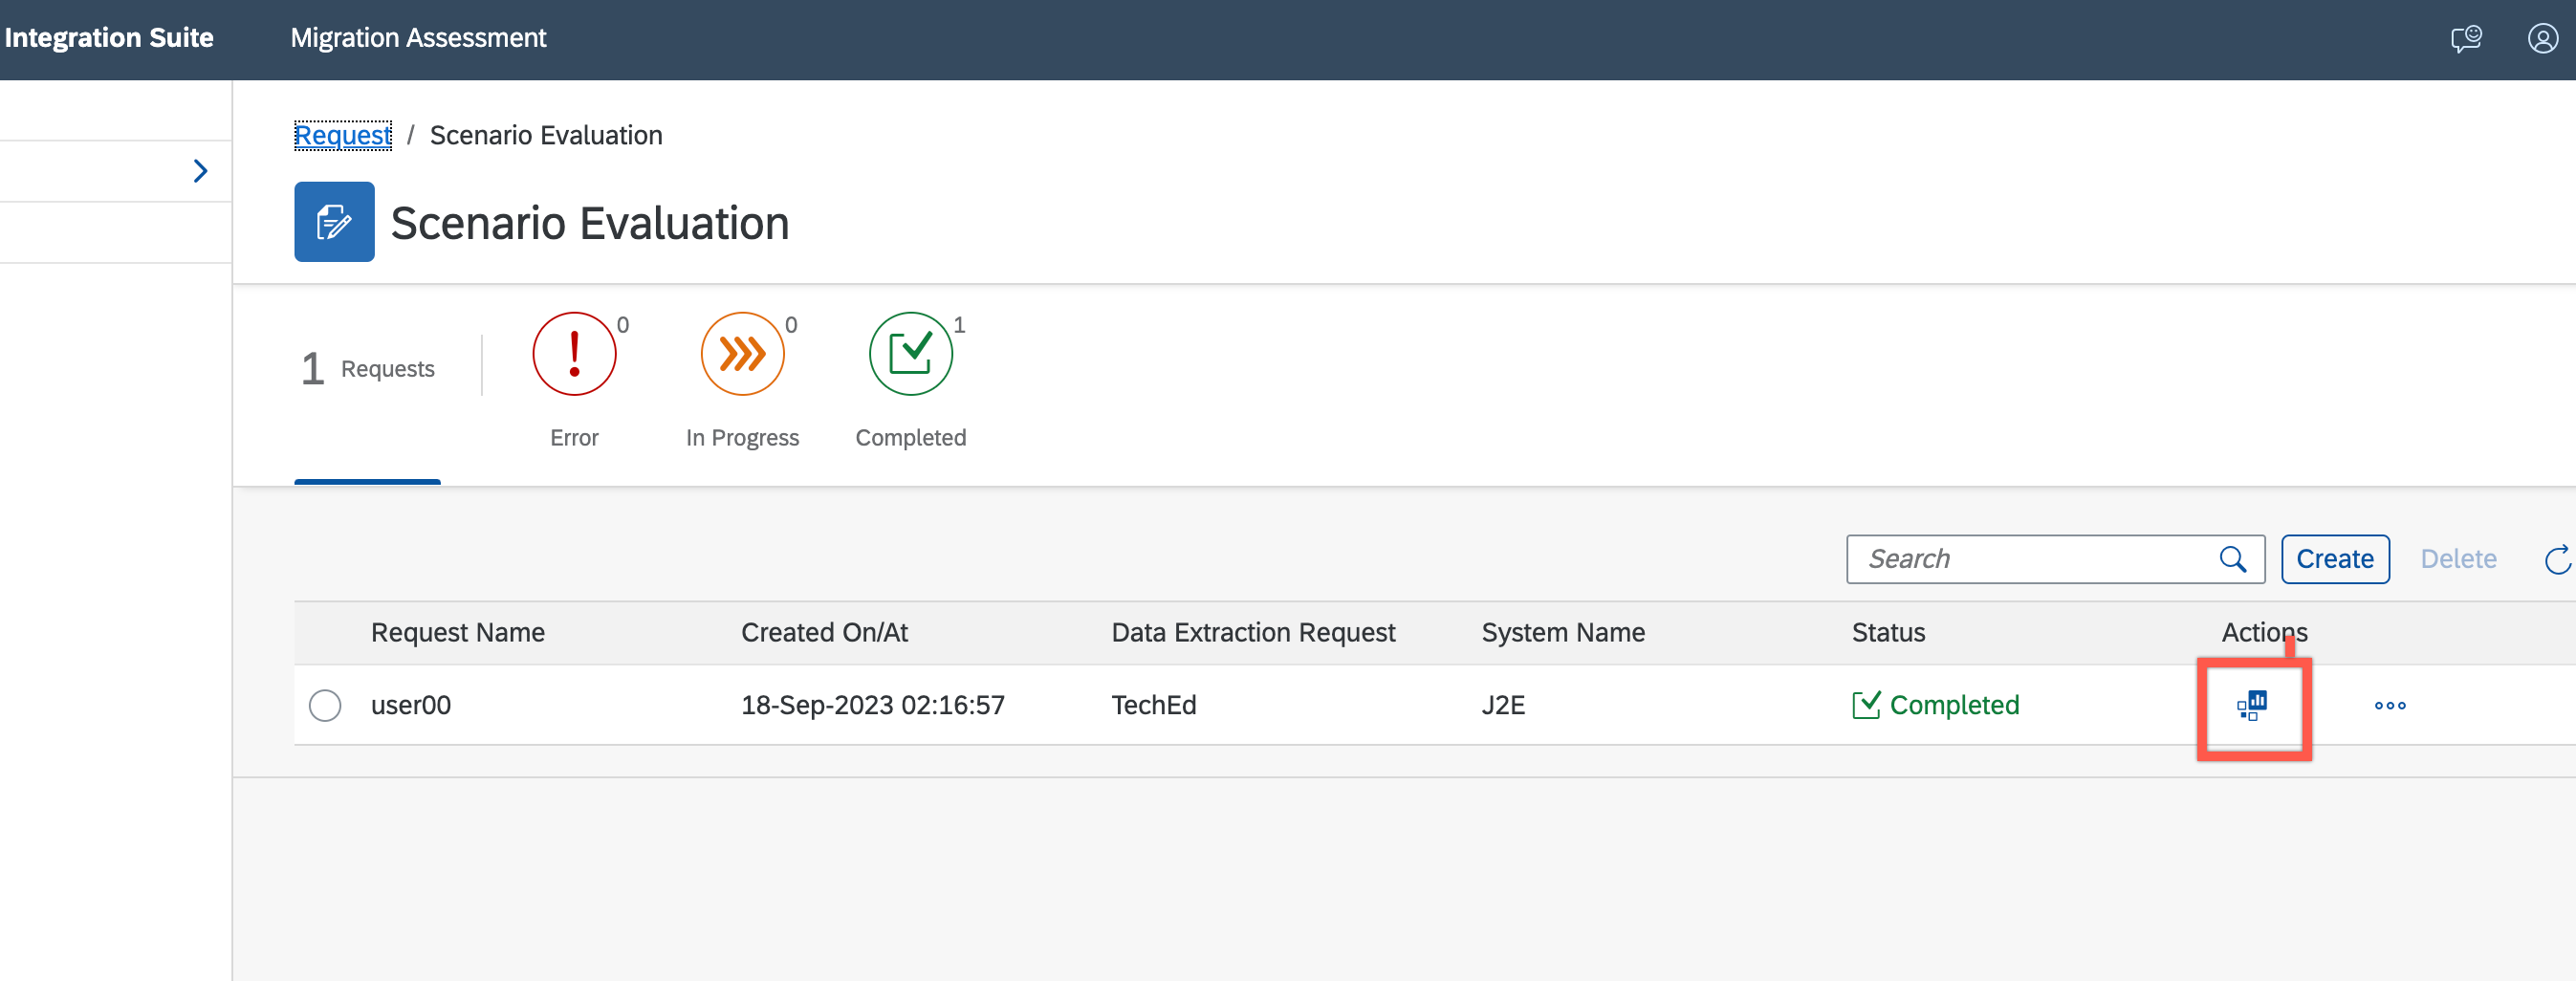 Integration Suite
Migration Assessment
Request / Scenario Evaluation
Scenario Evaluation
1 Requests
0
Error
0
In Progress
1
Completed
Search
Create
Delete
Request Name
Created On/At
Data Extraction Request
System Name
Status
Actions
user00
18-Sep-2023 02:16:57
TechEd
J2E
Completed